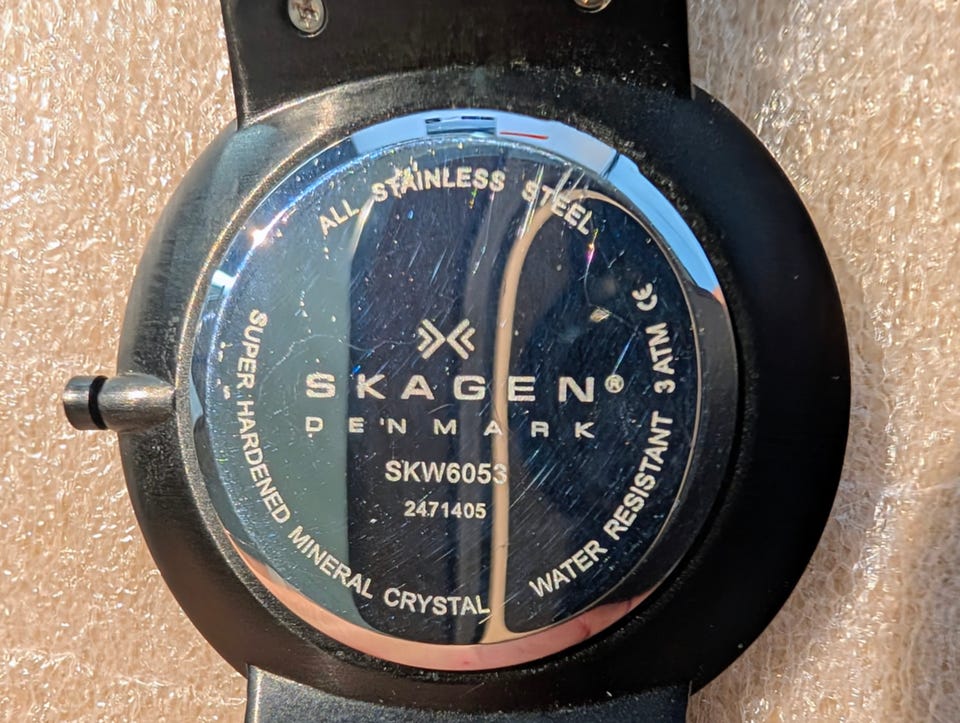 ALL STAINLESS STEEL
SKAGEN®
DENMARK
SKW6053
2471405
SUPER HARDENED MINERAL CRYSTAL
WATER RESISTANT 3 ATM CE